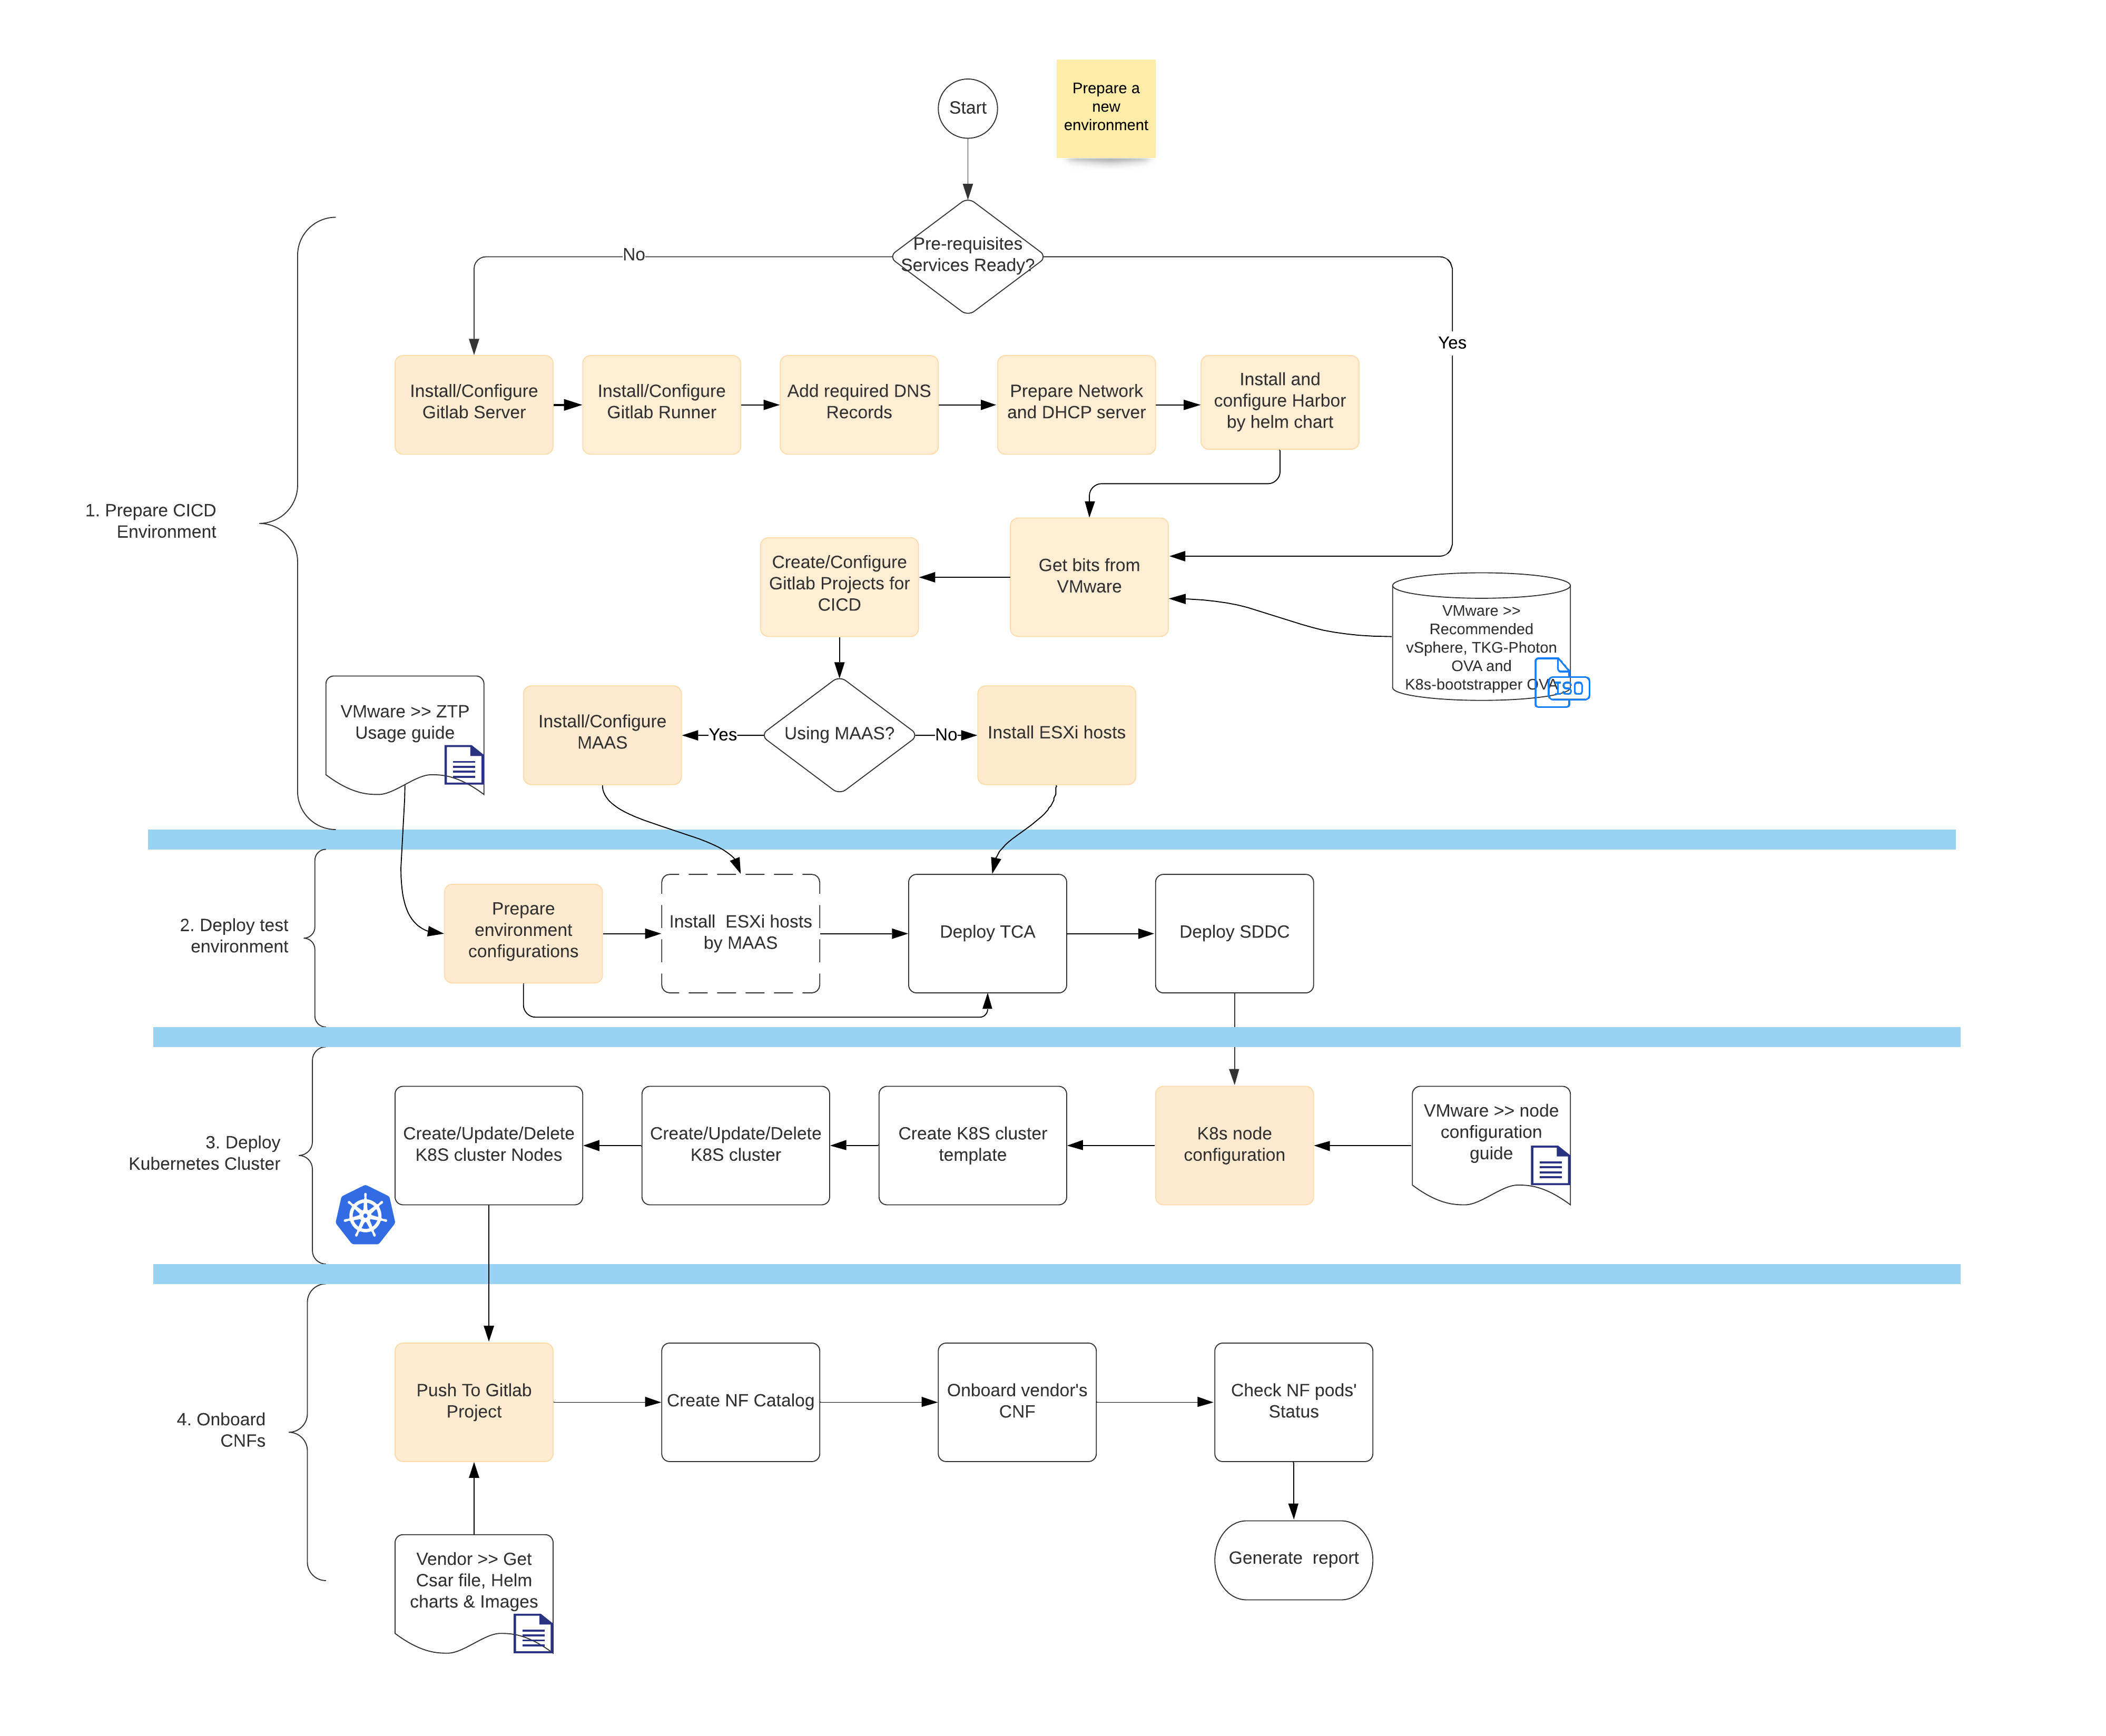 Start
Prepare a
new
environment
Pre-requisites
Services Ready?
No
Yes
Install/Configure
Gitlab Server
Install/Configure
Gitlab Runner
Add required DNS
Records
Prepare Network
and DHCP server
Install and
configure Harbor
by helm chart
1. Prepare CICD
Environment
Create/Configure
Gitlab Projects for
CICD
Get bits from
VMware
VMware >>
Recommended
vSphere, TKG-Photon
OVA and
K8s-bootstrapper OVA
ISO
VMware >> ZTP
Usage guide
Install/Configure
MAAS
Yes
Using MAAS?
No
Install ESXi hosts
2. Deploy test
environment
Prepare
environment
configurations
Install  ESXi hosts
by MAAS
Deploy TCA
Deploy SDDC
3. Deploy
Kubernetes Cluster
Create/Update/Delete
K8S cluster Nodes
Create/Update/Delete
K8S cluster
Create K8S cluster
template
K8s node
configuration
VMware >> node
configuration
guide
4. Onboard
CNFs
Push To Gitlab
Project
Create NF Catalog
Onboard vendor's
CNF
Check NF pods'
Status
Vendor >> Get
Csar file, Helm
charts & Images
Generate  report